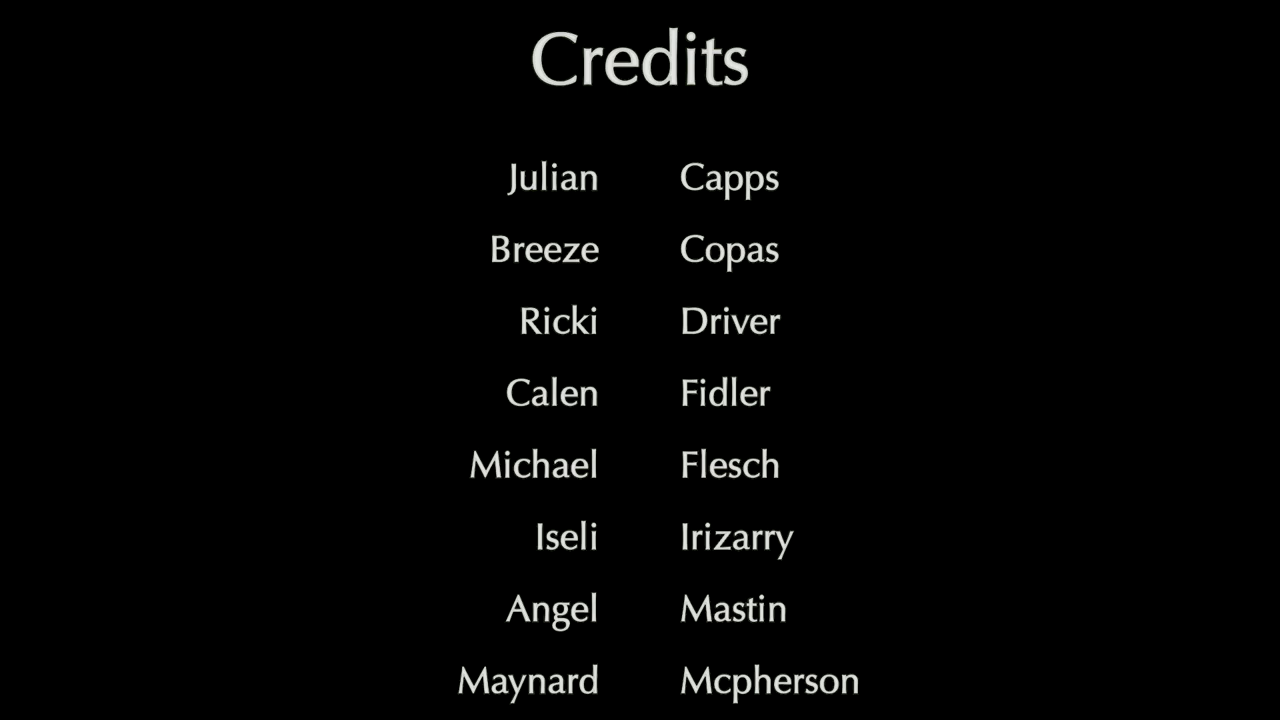 Credits
Julian Capps
Breeze Copas
Ricki Driver
Calen Fidler
Michael Flesch
Iseli Irizarry
Angel Mastin
Maynard Mcpherson